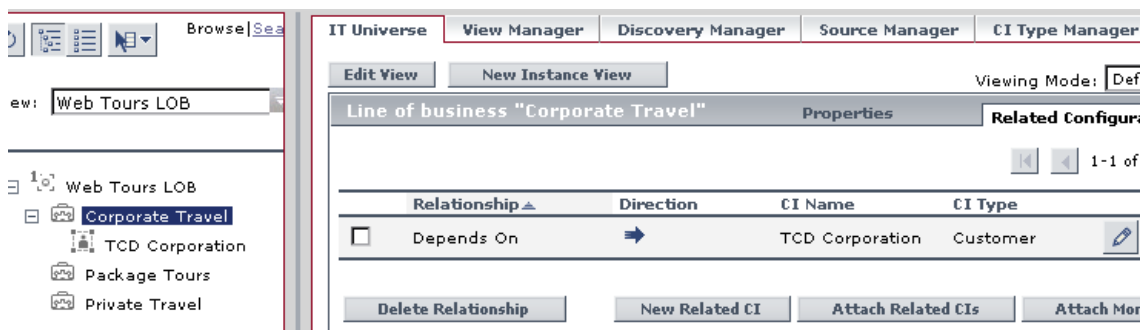 Browse|Sea
ew: Web Tours LOB
1 Web Tours LOB
Corporate Travel
TCD Corporation
Package Tours
Private Travel
IT Universe View Manager Discovery Manager Source Manager CI Type Manager
Edit View New Instance View Viewing Mode: Def
Line of business "Corporate Travel" Properties Related Configura
1-1 of
Relationship Direction CI Name CI Type
Depends On TCD Corporation Customer
Delete Relationship New Related CI Attach Related CIs Attach Mor